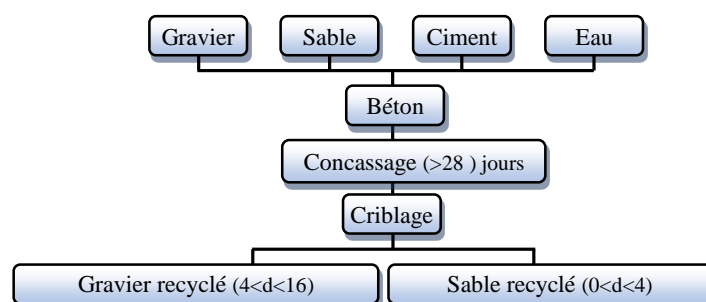 Gravier
Sable
Ciment
Eau
Béton
Concassage (>28 ) jours
Criblage
Gravier recyclé (4<d<16)
Sable recyclé (0<d<4)